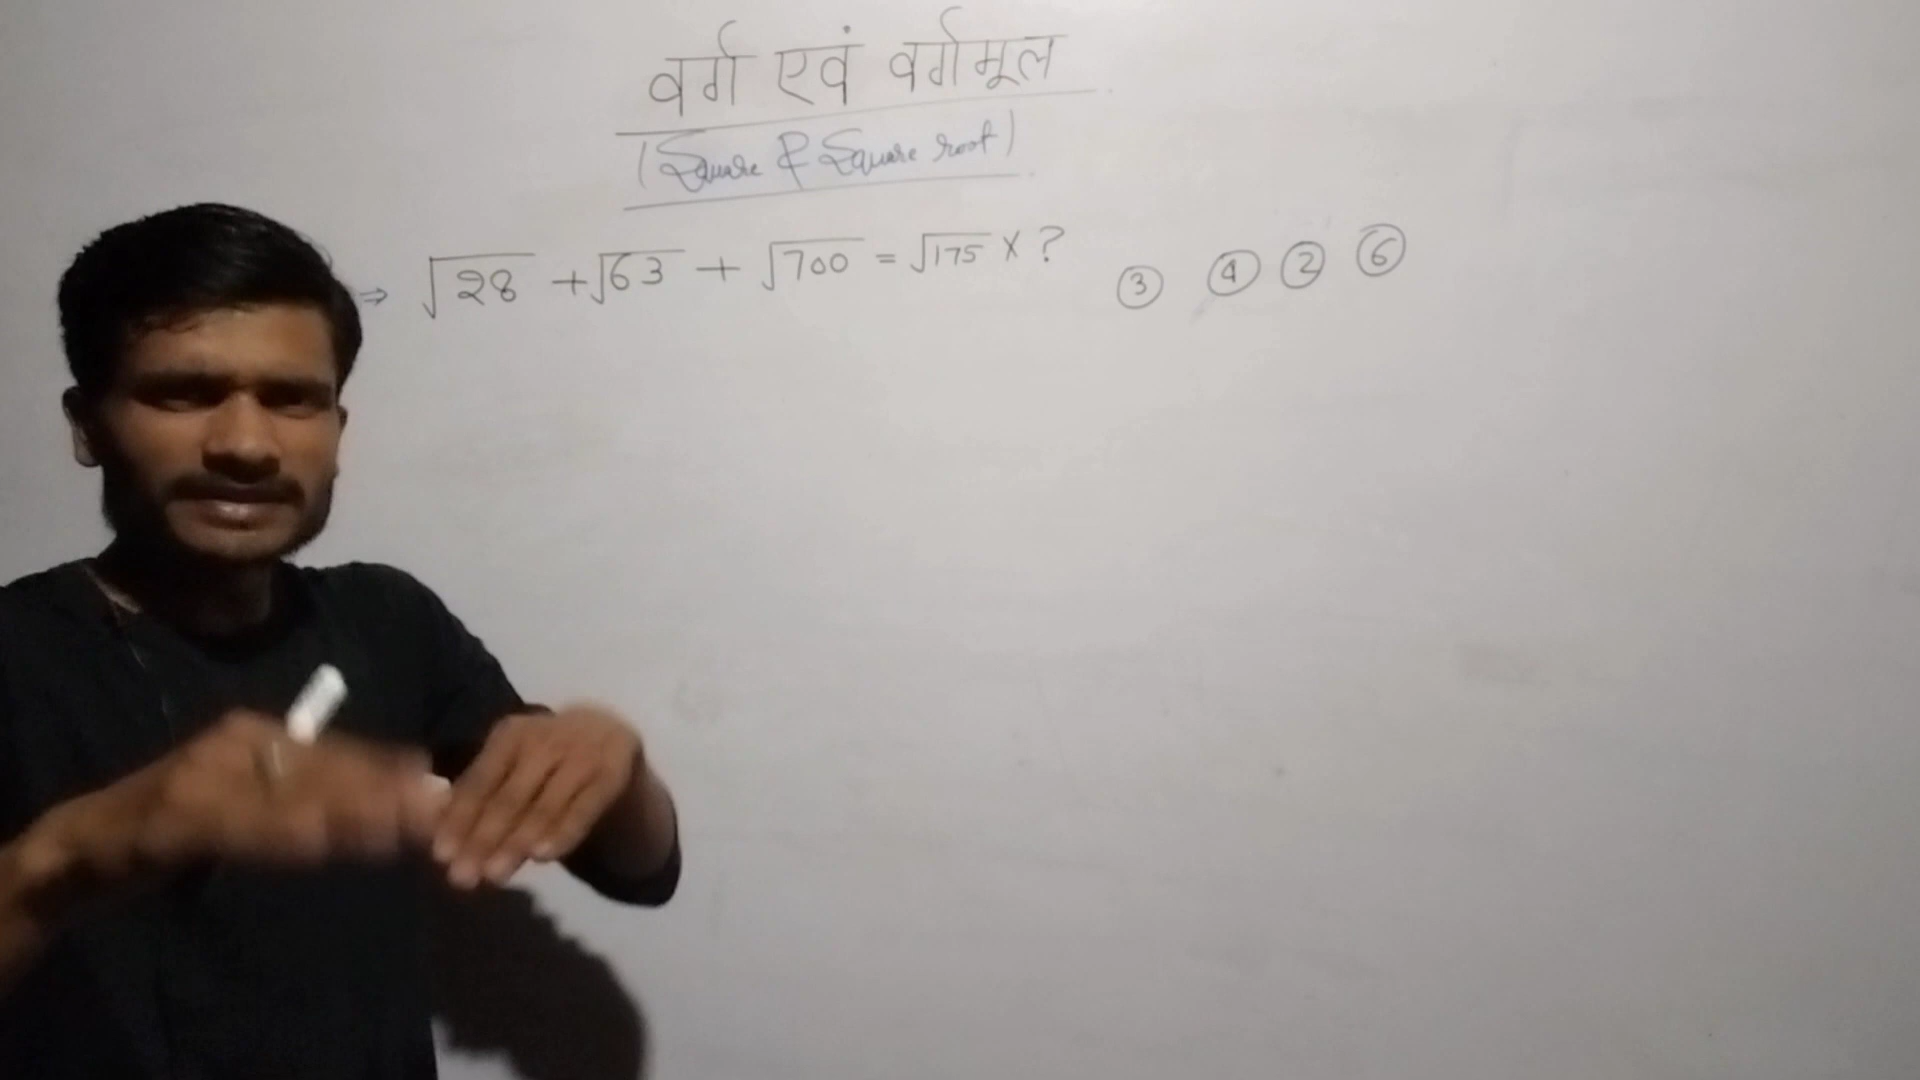 वर्ग एवं वर्गमूल
(Square & Square root)
⇒ √28 + √63 + √700 = √175 × ? ③ ④ ② ⑥